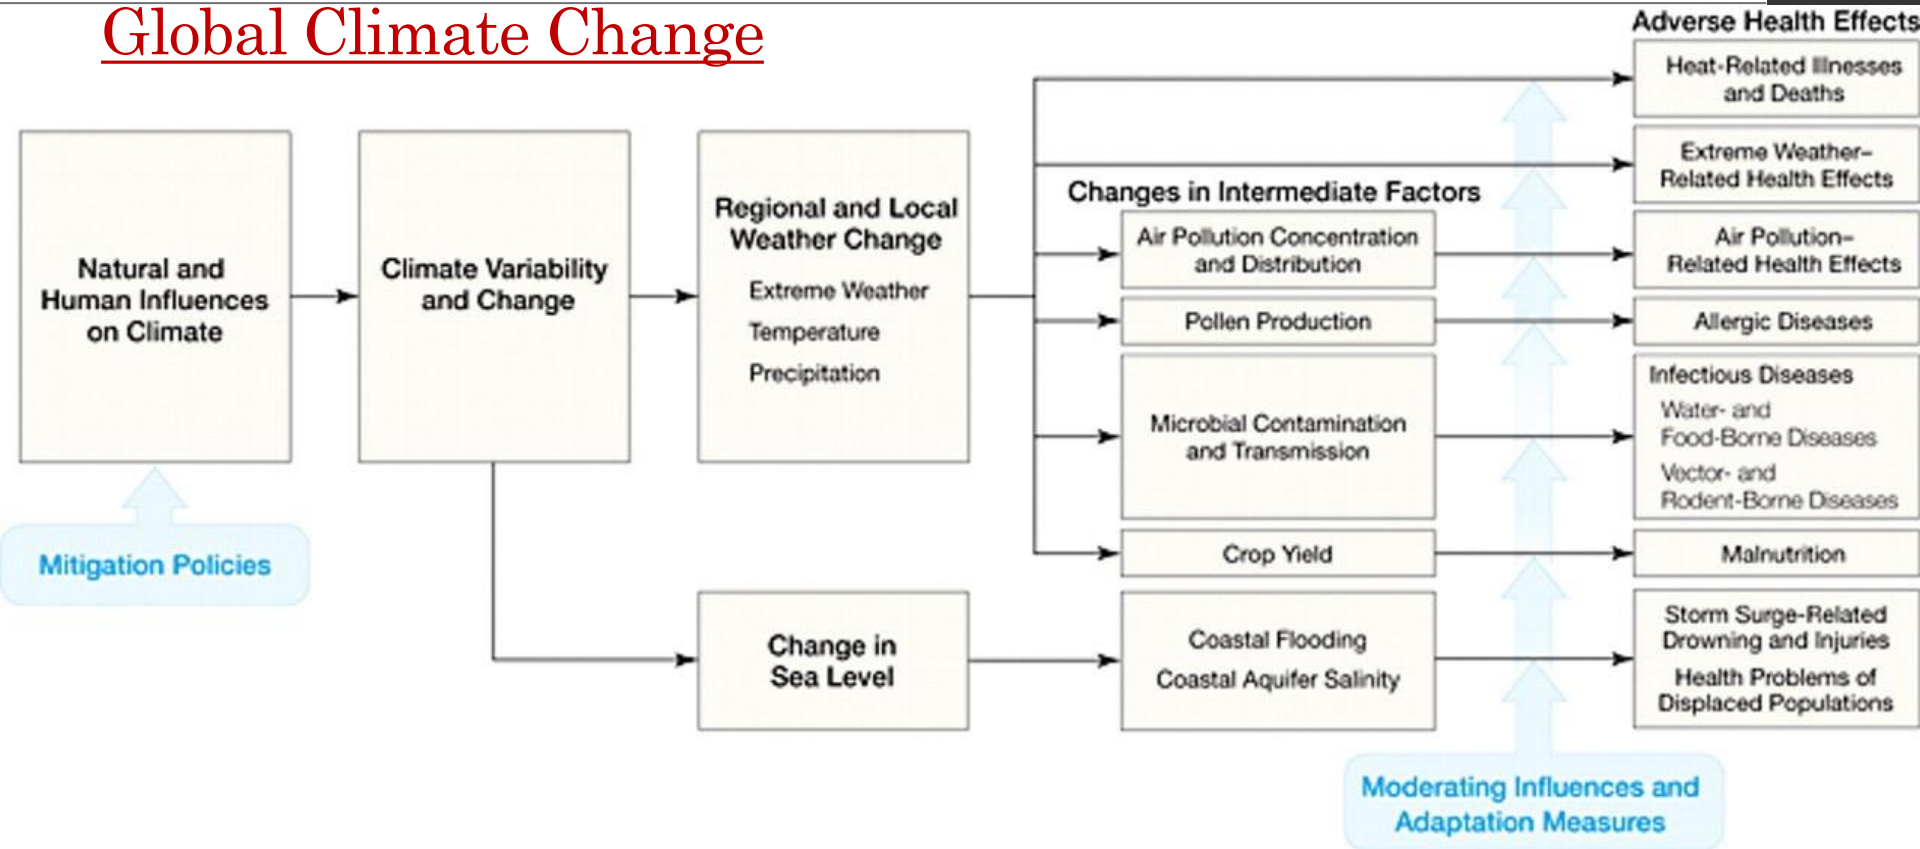 Global Climate Change
Natural and
Human Influences
on Climate
Mitigation Policies
Climate Variability
and Change
Regional and Local
Weather Change
Extreme Weather
Temperature
Precipitation
Change in
Sea Level
Changes in Intermediate Factors
Air Pollution Concentration
and Distribution
Pollen Production
Microbial Contamination
and Transmission
Crop Yield
Coastal Flooding
Coastal Aquifer Salinity
Adverse Health Effects
Heat-Related Illnesses
and Deaths
Extreme Weather–
Related Health Effects
Air Pollution–
Related Health Effects
Allergic Diseases
Infectious Diseases
Water- and
Food-Borne Diseases
Vector- and
Rodent-Borne Diseases
Malnutrition
Storm Surge-Related
Drowning and Injuries
Health Problems of
Displaced Populations
Moderating Influences and
Adaptation Measures